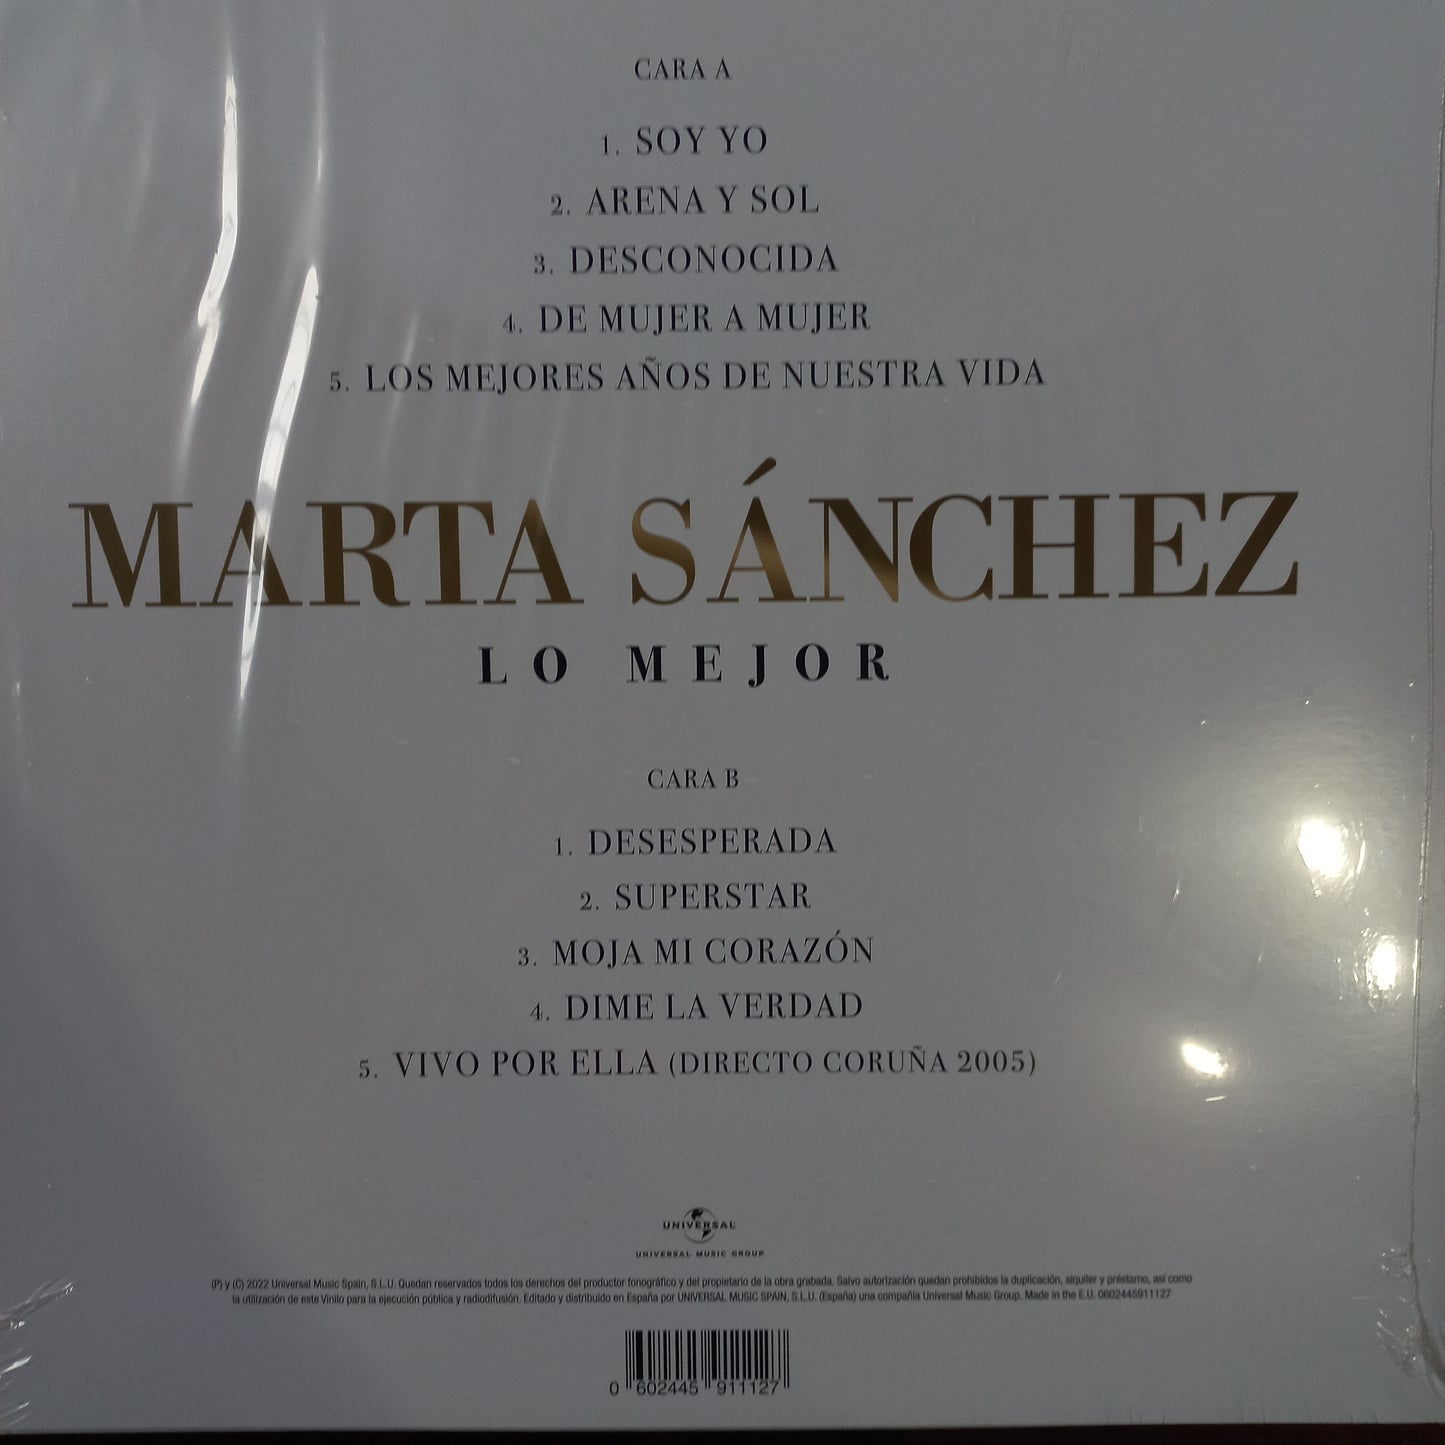 CARA A
1. SOY YO
2. ARENA Y SOL
3. DESCONOCIDA
4. DE MUJER A MUJER
5. LOS MEJORES AÑOS DE NUESTRA VIDA
MARTA SÁNCHEZ
LO MEJOR
CARA B
1. DESESPERADA
2. SUPERSTAR
3. MOJA MI CORAZÓN
4. DIME LA VERDAD
5. VIVO POR ELLA (DIRECTO CORUÑA 2005)
UNIVERSAL
UNIVERSAL MUSIC GROUP
(P) y (C) 2022 Universal Music Spain, S.L.U. Quedan reservados todos los derechos del productor fonográfico y del propietario de la obra grabada. Salvo autorización quedan prohibidos la duplicación, alquiler y préstamo, así como
la utilización de este Vinilo para la ejecución pública y radiodifusión. Editado y distribuido en España por UNIVERSAL MUSIC SPAIN, S.L.U. (España) una compañía Universal Music Group. Made in the E.U. 0602445911127
0 602445 911127